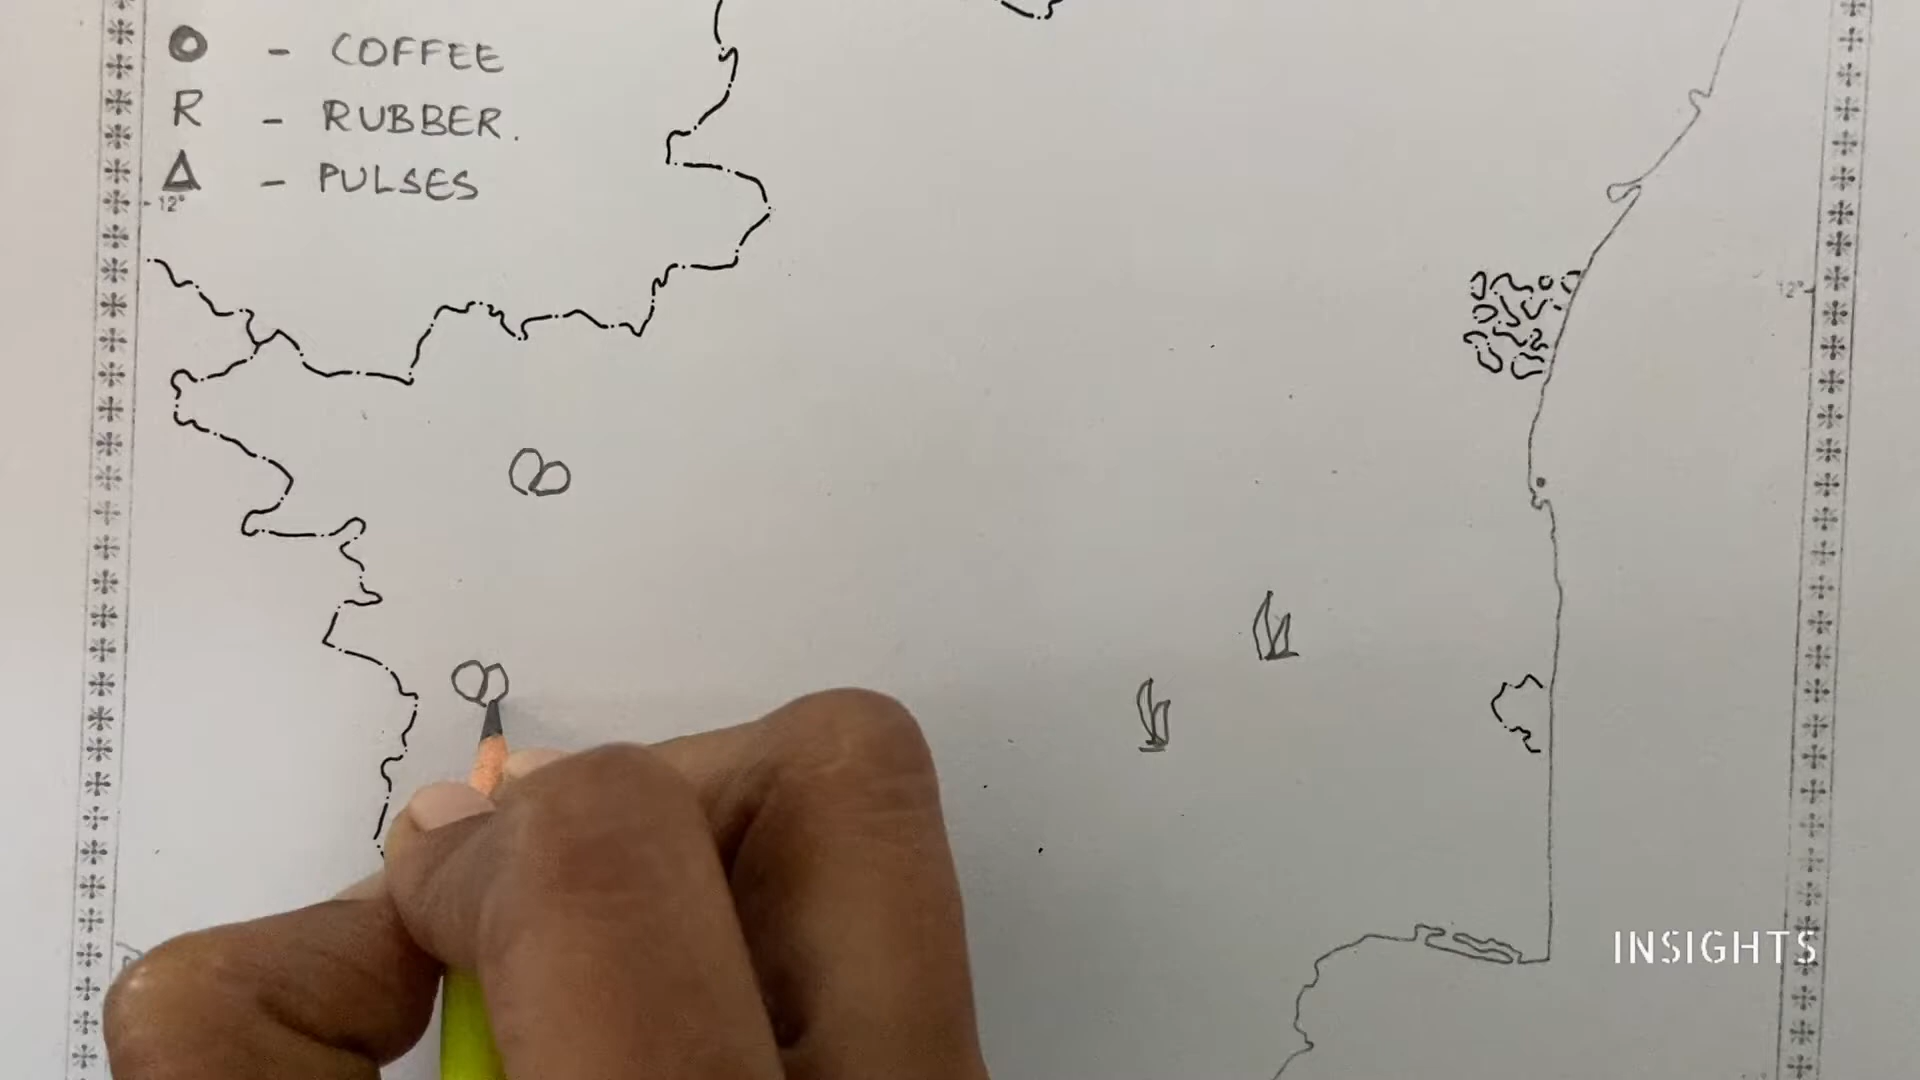 O - COFFEE
R - RUBBER.
Δ - PULSES
12°
12°
INSIGHTS